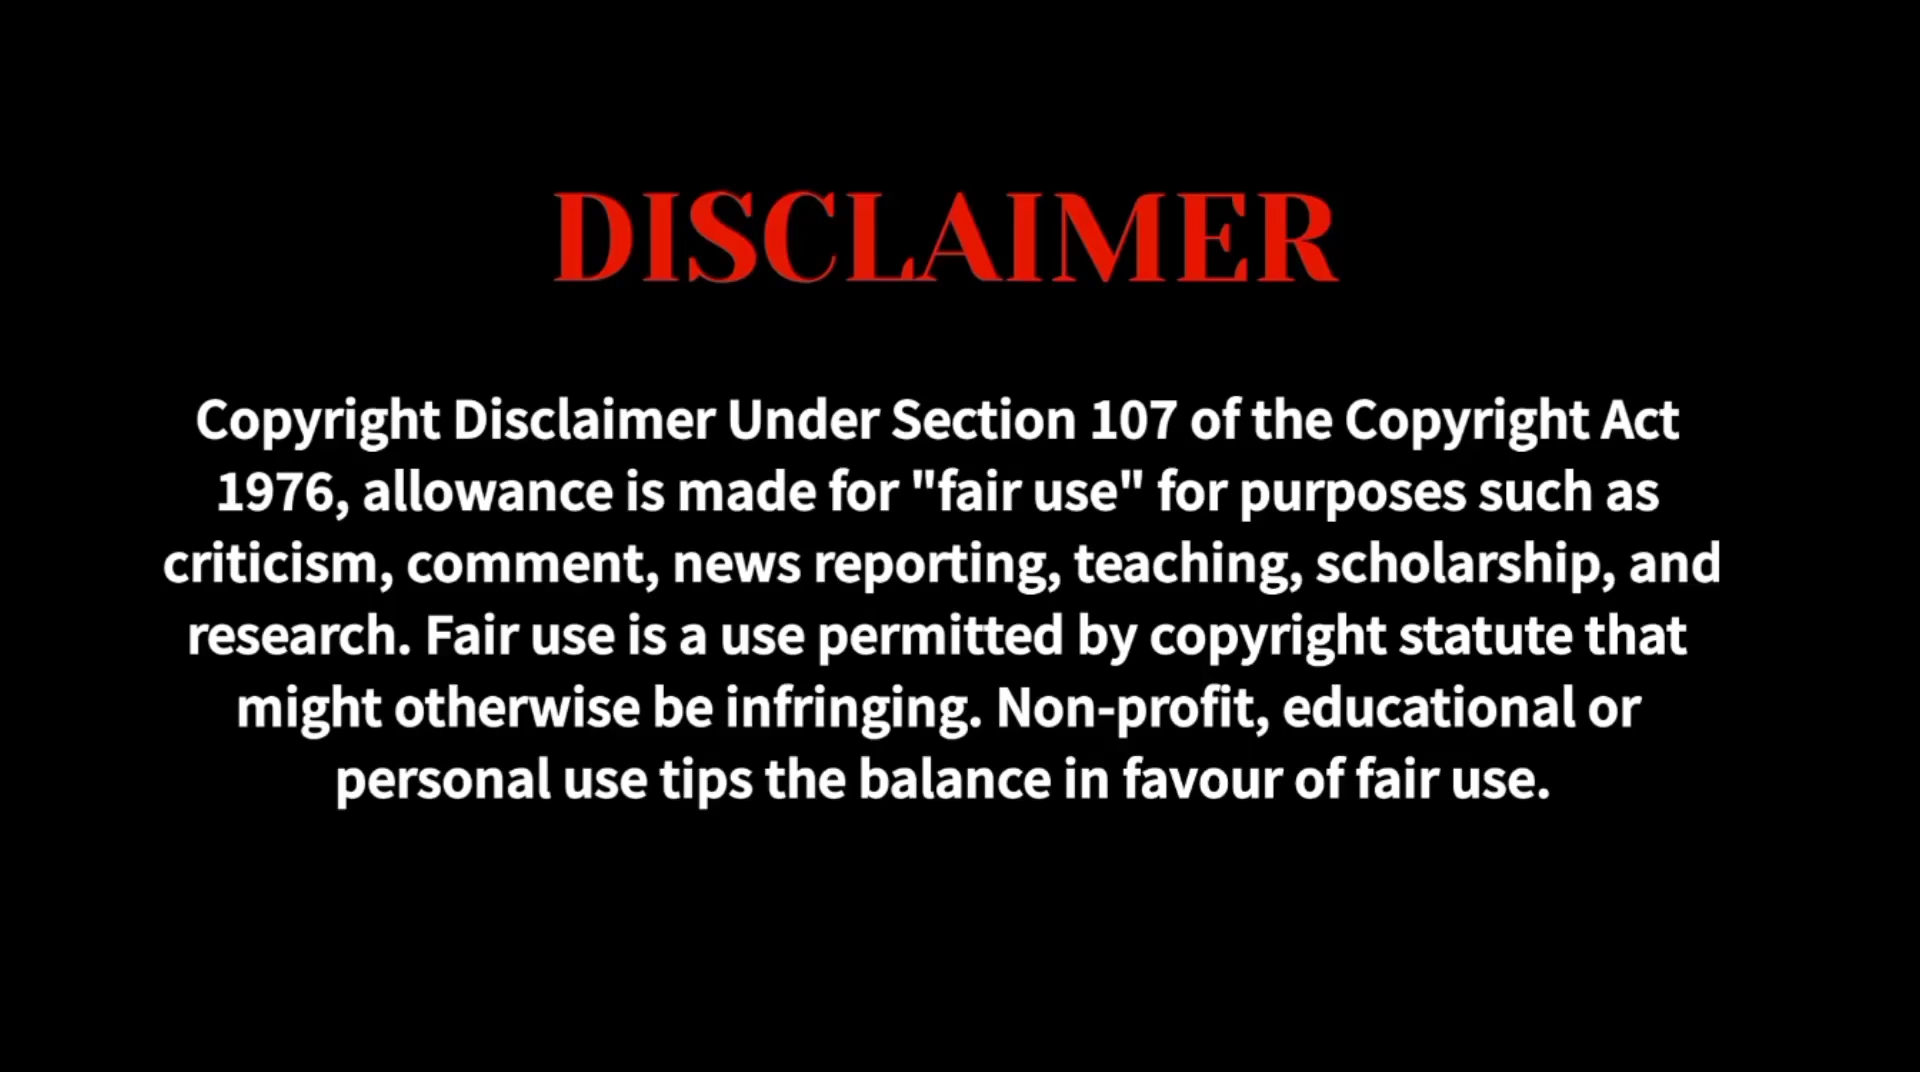 DISCLAIMER
Copyright Disclaimer Under Section 107 of the Copyright Act
1976, allowance is made for "fair use" for purposes such as
criticism, comment, news reporting, teaching, scholarship, and
research. Fair use is a use permitted by copyright statute that
might otherwise be infringing. Non-profit, educational or
personal use tips the balance in favour of fair use.